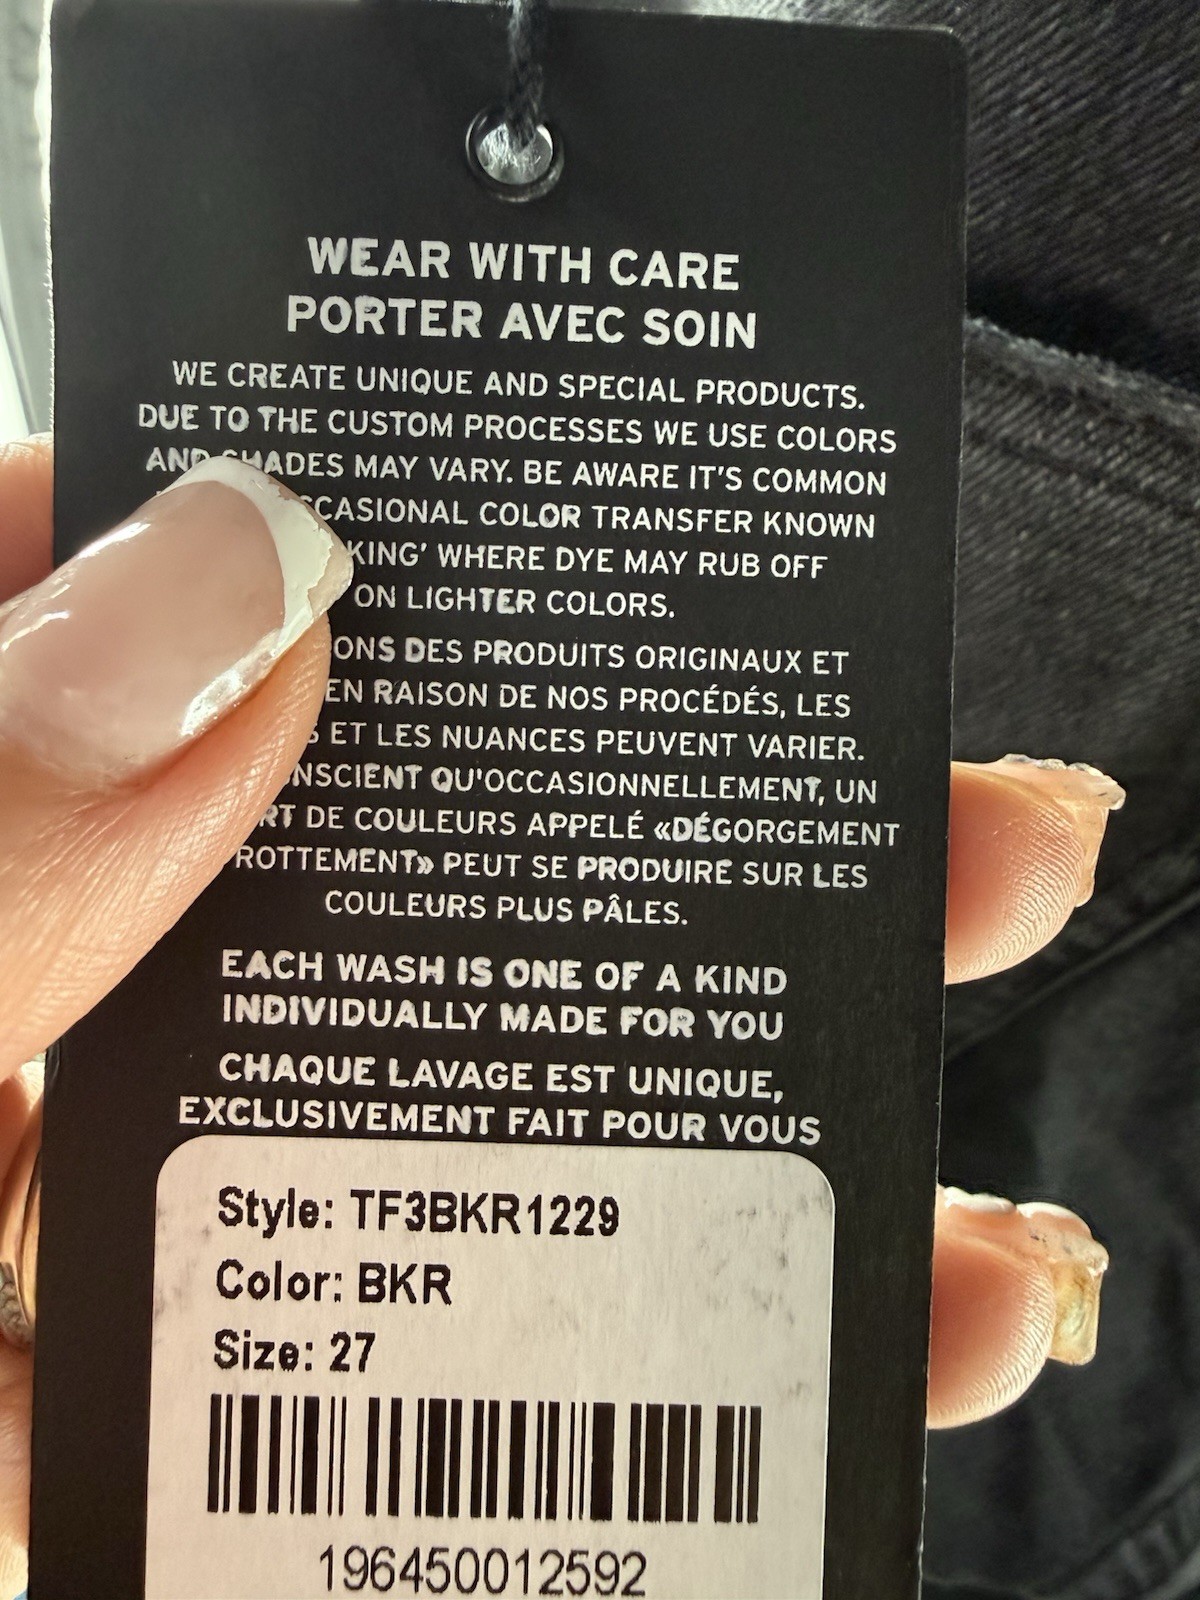 WEAR WITH CARE
PORTER AVEC SOIN
WE CREATE UNIQUE AND SPECIAL PRODUCTS.
DUE TO THE CUSTOM PROCESSES WE USE COLORS
AND SHADES MAY VARY. BE AWARE IT'S COMMON
COLOR TRANSFER KNOWN
WHERE DYE MAY RUB OFF
ON LIGHTER COLORS.
DES PRODUITS ORIGINAUX ET
EN RAISON DE NOS PROCÉDÉS, LES
ET LES NUANCES PEUVENT VARIER.
QU'OCCASIONNELLEMENT, UN
DE COULEURS APPELÉ «DÉGORGEMENT
PEUT SE PRODUIRE SUR LES
COULEURS PLUS PÂLES.
EACH WASH IS ONE OF A KIND
INDIVIDUALLY MADE FOR YOU
CHAQUE LAVAGE EST UNIQUE,
EXCLUSIVEMENT FAIT POUR VOUS
Style: TF3BKR1229
Color: BKR
Size: 27
196450012592